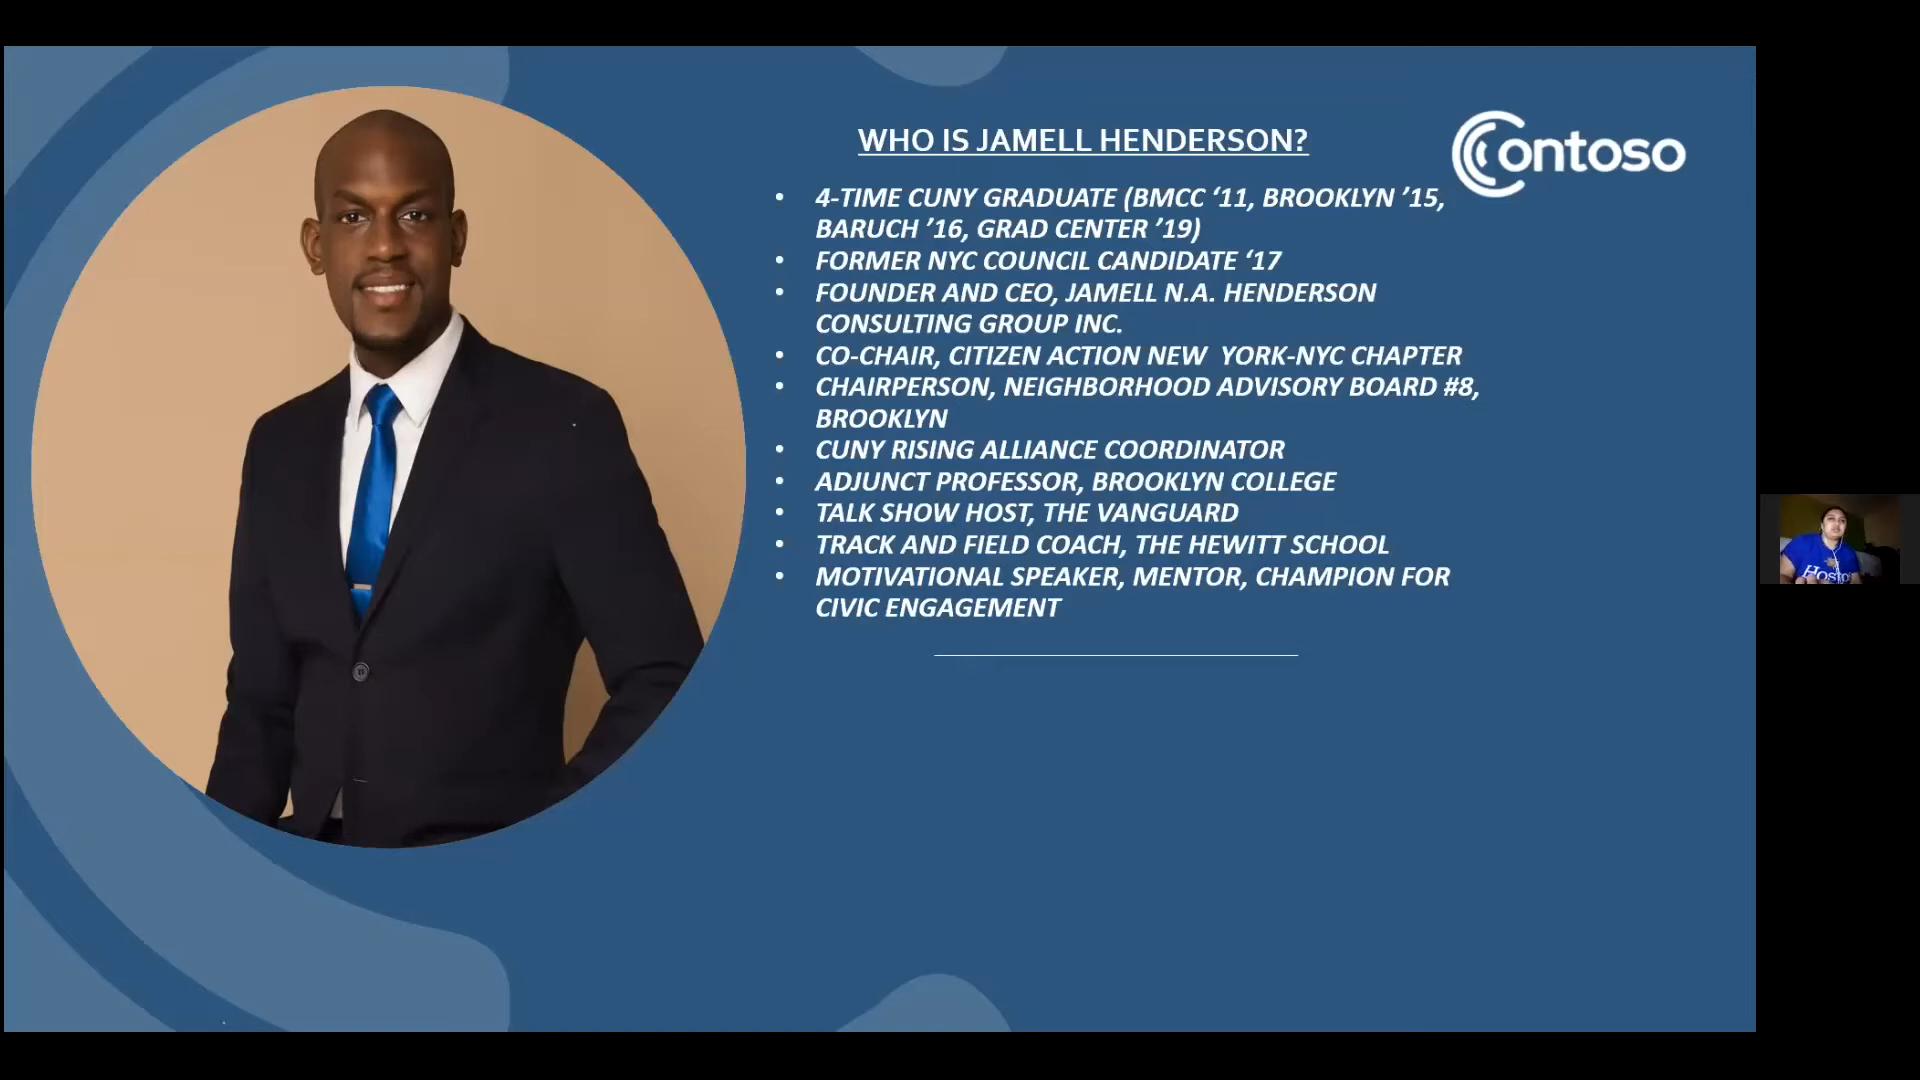 WHO IS JAMELL HENDERSON?
Contoso
• 4-TIME CUNY GRADUATE (BMCC ‘11, BROOKLYN ’15,
BARUCH ’16, GRAD CENTER ’19)
• FORMER NYC COUNCIL CANDIDATE ‘17
• FOUNDER AND CEO, JAMELL N.A. HENDERSON
CONSULTING GROUP INC.
• CO-CHAIR, CITIZEN ACTION NEW  YORK-NYC CHAPTER
• CHAIRPERSON, NEIGHBORHOOD ADVISORY BOARD #8,
BROOKLYN
• CUNY RISING ALLIANCE COORDINATOR
• ADJUNCT PROFESSOR, BROOKLYN COLLEGE
• TALK SHOW HOST, THE VANGUARD
• TRACK AND FIELD COACH, THE HEWITT SCHOOL
• MOTIVATIONAL SPEAKER, MENTOR, CHAMPION FOR
CIVIC ENGAGEMENT